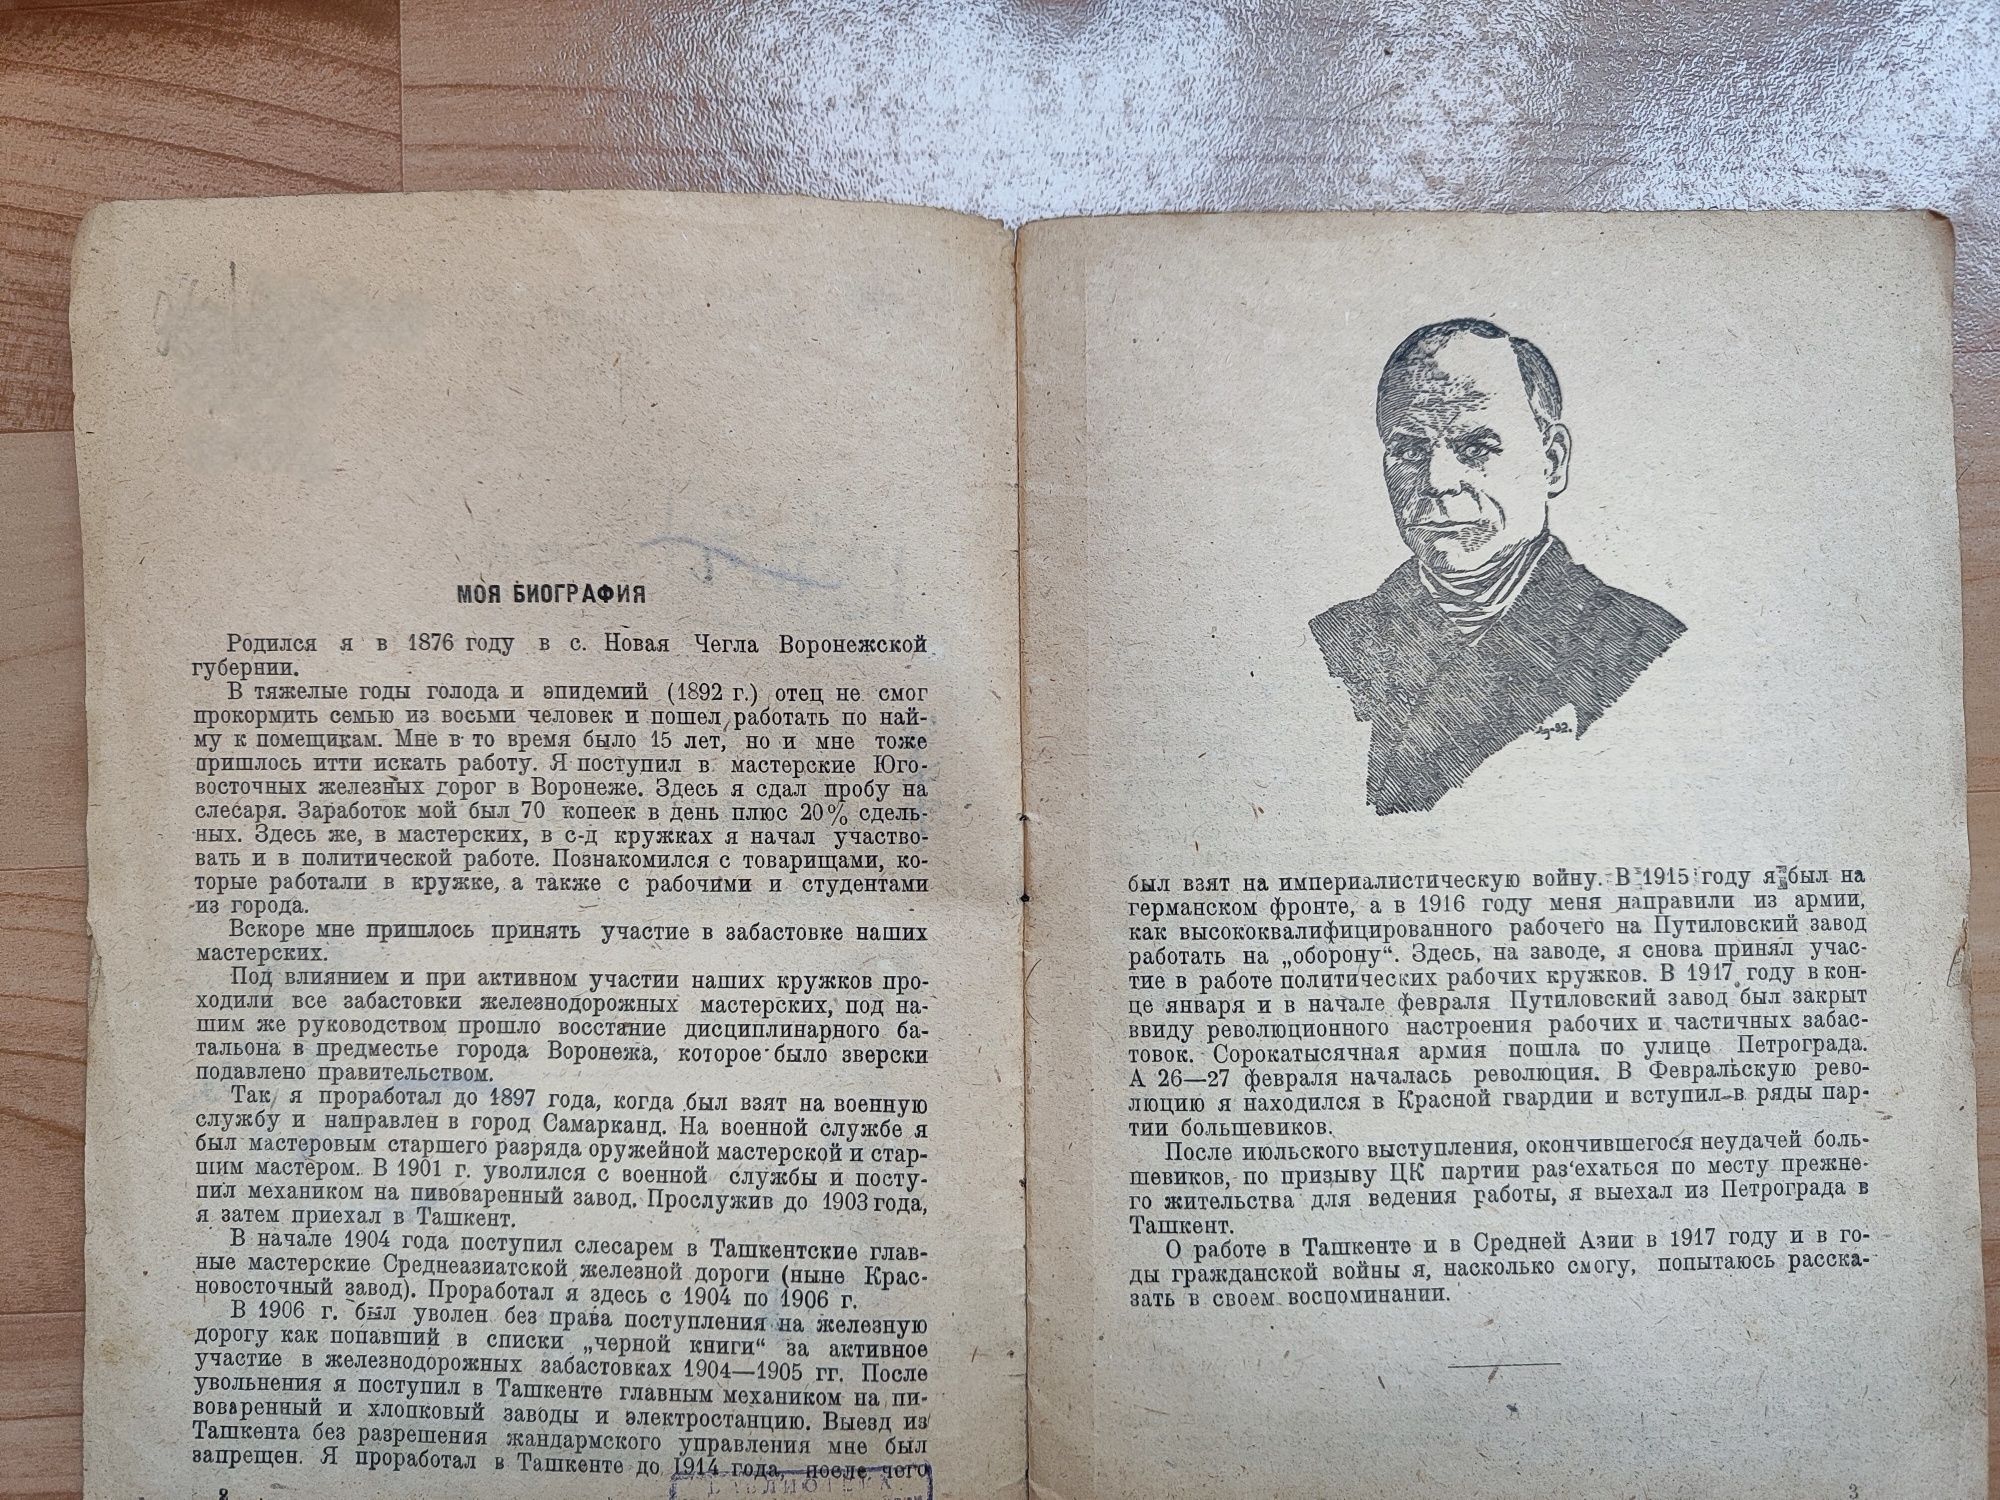 МОЯ БИОГРАФИЯ
Родился я в 1876 году в с. Новая Чегла Воронежской
губернии.
В тяжелые годы голода и эпидемий (1892 г.) отец не смог
прокормить семью из восьми человек и пошел работать по най-
му к помещикам. Мне в то время было 15 лет, но и мне тоже
пришлось итти искать работу. Я поступил в мастерские Юго-
восточных железных дорог в Воронеже. Здесь я сдал пробу на
слесаря. Заработок мой был 70 копеек в день плюс 20% сдель-
ных. Здесь же, в мастерских, в с-д кружках я начал участво-
вать и в политической работе. Познакомился с товарищами, ко-
торые работали в кружке, а также с рабочими и студентами
из города.
Вскоре мне пришлось принять участие в забастовке наших
мастерских.
Под влиянием и при активном участии наших кружков про-
ходили все забастовки железнодорожных мастерских, под на-
шим же руководством прошло восстание дисциплинарного ба-
тальона в предместье города Воронежа, которое было зверски
подавлено правительством.
Так я проработал до 1897 года, когда был взят на военную
службу и направлен в город Самарканд. На военной службе я
был мастеровым старшего разряда оружейной мастерской и стар-
шим мастером. В 1901 г. уволился с военной службы и посту-
пил механиком на пивоваренный завод. Прослужив до 1903 года,
я затем приехал в Ташкент.
В начале 1904 года поступил слесарем в Ташкентские глав-
ные мастерские Среднеазиатской железной дороги (ныне Крас-
новосточный завод). Проработал я здесь с 1904 по 1906 г.
В 1906 г. был уволен без права поступления на железную
дорогу как попавший в списки „черной книги“ за активное
участие в железнодорожных забастовках 1904—1905 гг. После
увольнения я поступил в Ташкенте главным механиком на пи-
воваренный и хлопковый заводы и электростанцию. Выезд из
Ташкента без разрешения жандармского управления мне был
запрещен. Я проработал в Ташкенте до 1914 года, после чего
2
БИБЛИОТЕКА
был взят на империалистическую войну. В 1915 году я был на
германском фронте, а в 1916 году меня направили из армии,
как высококвалифицированного рабочего на Путиловский завод
работать на „оборону“. Здесь, на заводе, я снова принял учас-
тие в работе политических рабочих кружков. В 1917 году в кон-
це января и в начале февраля Путиловский завод был закрыт
ввиду революционного настроения рабочих и частичных забас-
товок. Сорокатысячная армия пошла по улице Петрограда.
А 26—27 февраля началась революция. В Февральскую рево-
люцию я находился в Красной гвардии и вступил в ряды пар-
тии большевиков.
После июльского выступления, окончившегося неудачей боль-
шевиков, по призыву ЦК партии раз'ехаться по месту прежне-
го жительства для ведения работы, я выехал из Петрограда в
Ташкент.
О работе в Ташкенте и в Средней Азии в 1917 году и в го-
ды гражданской войны я, насколько смогу, попытаюсь расска-
зать в своем воспоминании.
3